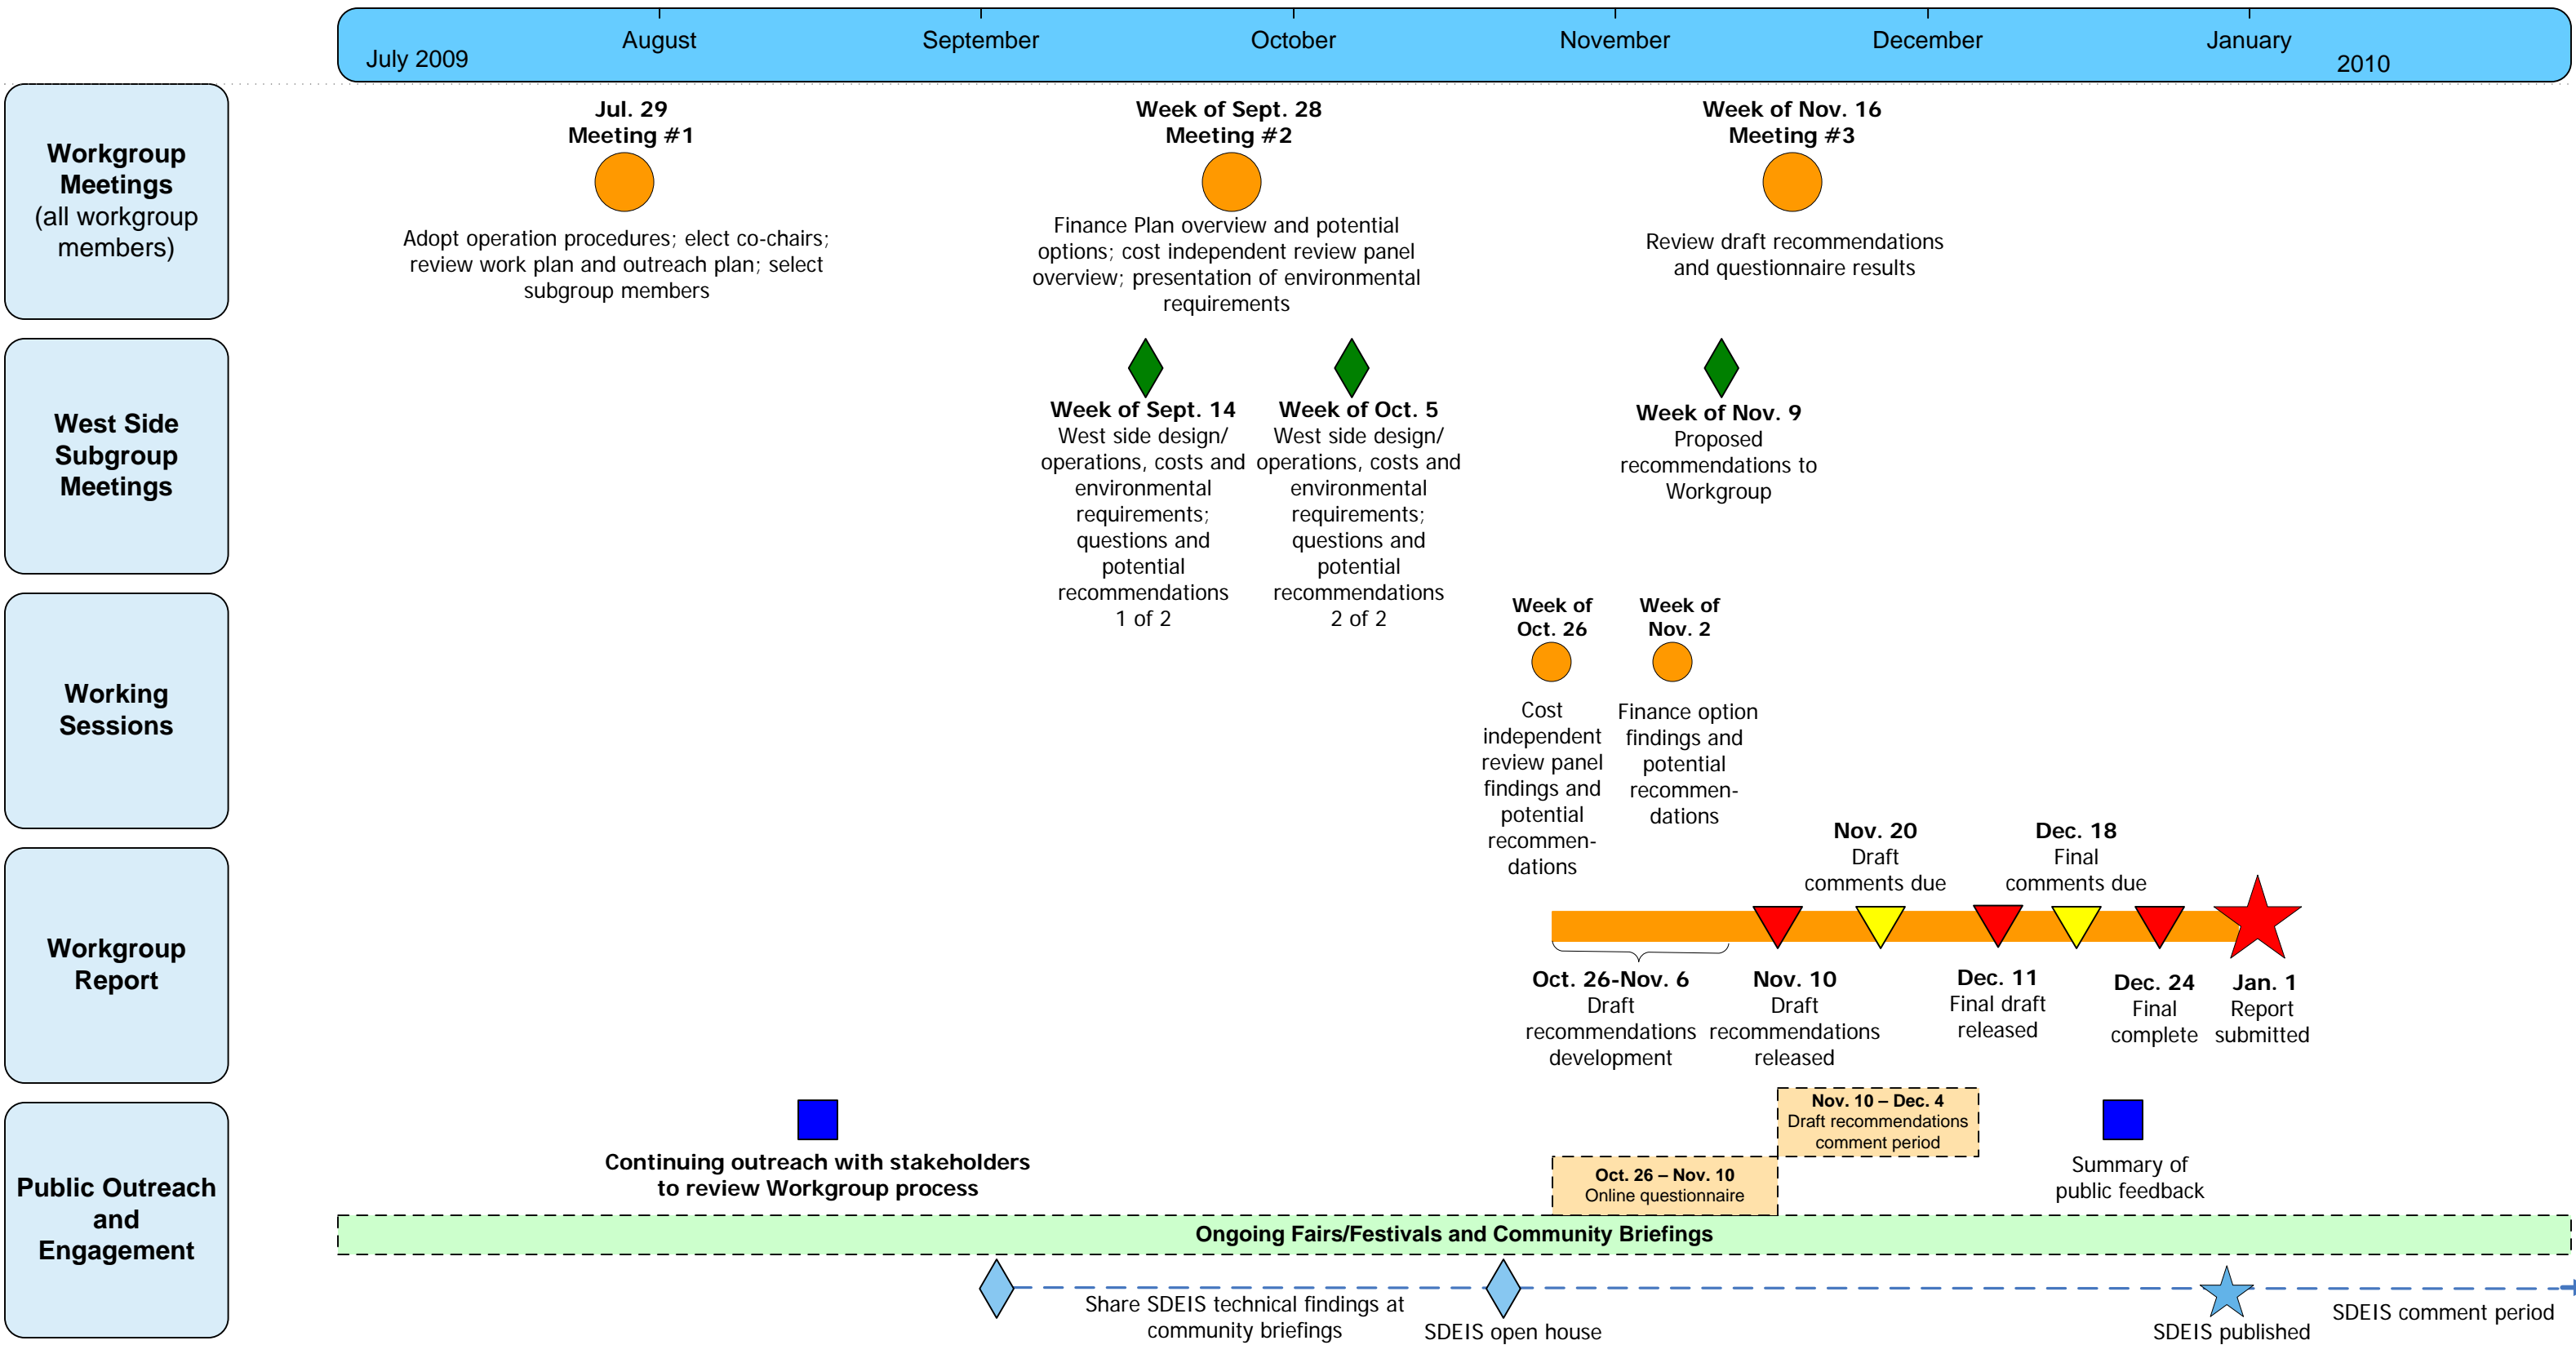 July 2009
August
September
October
November
December
January
2010
Workgroup
Meetings
(all workgroup
members)
Jul. 29
Meeting #1
Adopt operation procedures; elect co-chairs;
review work plan and outreach plan; select
subgroup members
Week of Sept. 28
Meeting #2
Finance Plan overview and potential
options; cost independent review panel
overview; presentation of environmental
requirements
Week of Nov. 16
Meeting #3
Review draft recommendations
and questionnaire results
West Side
Subgroup
Meetings
Week of Sept. 14
West side design/
operations, costs and
environmental
requirements;
questions and
potential
recommendations
1 of 2
Week of Oct. 5
West side design/
operations, costs and
environmental
requirements;
questions and
potential
recommendations
2 of 2
Week of Nov. 9
Proposed
recommendations to
Workgroup
Working
Sessions
Week of
Oct. 26
Cost
independent
review panel
findings and
potential
recommen-
dations
Week of
Nov. 2
Finance option
findings and
potential
recommen-
dations
Workgroup
Report
Oct. 26-Nov. 6
Draft
recommendations
development
Nov. 10
Draft
recommendations
released
Nov. 20
Draft
comments due
Dec. 11
Final draft
released
Dec. 18
Final
comments due
Dec. 24
Final
complete
Jan. 1
Report
submitted
Public Outreach
and
Engagement
Continuing outreach with stakeholders
to review Workgroup process
Oct. 26 – Nov. 10
Online questionnaire
Nov. 10 – Dec. 4
Draft recommendations
comment period
Summary of
public feedback
Ongoing Fairs/Festivals and Community Briefings
Share SDEIS technical findings at
community briefings
SDEIS open house
SDEIS published
SDEIS comment period